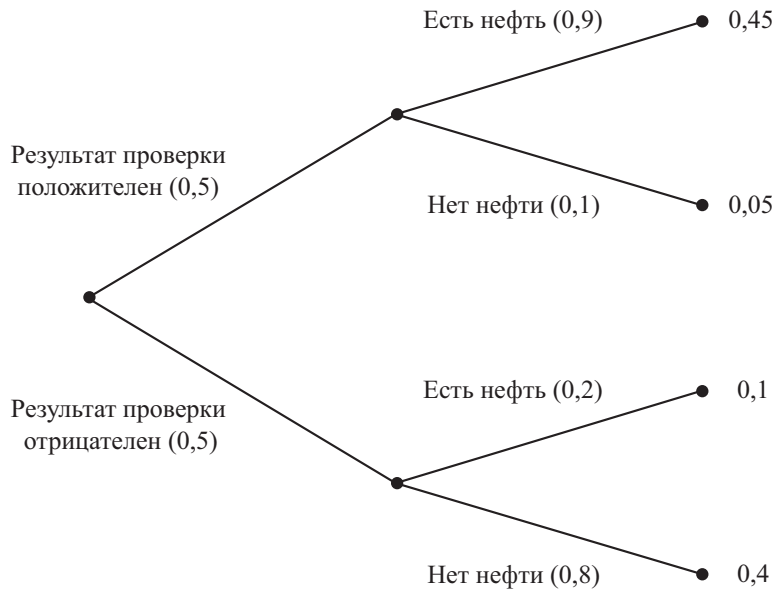 Есть нефть (0,9)
0,45
Результат проверки
положителен (0,5)
Нет нефти (0,1)
0,05
Результат проверки
отрицателен (0,5)
Есть нефть (0,2)
0,1
Нет нефти (0,8)
0,4